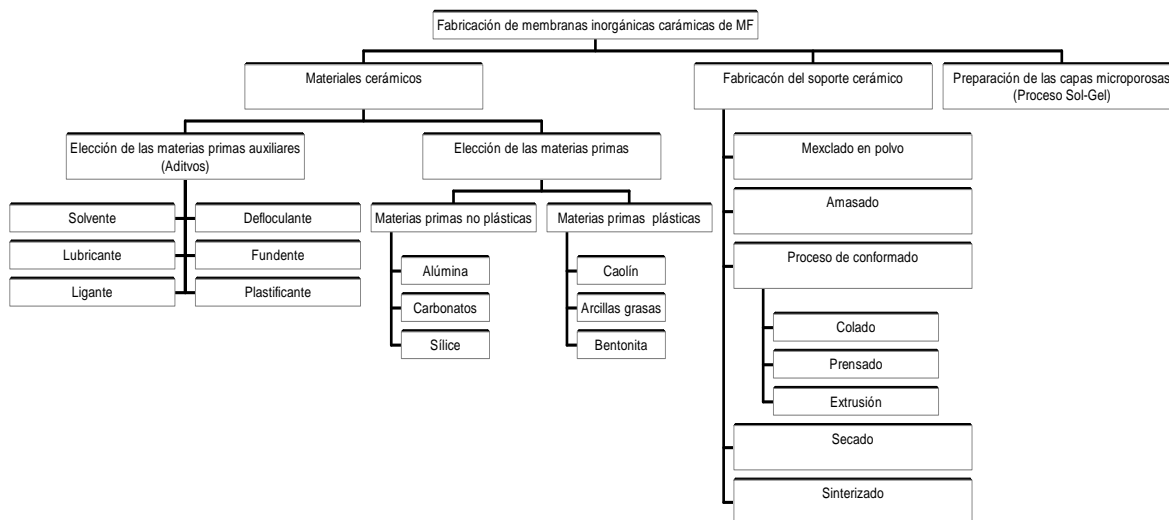 Fabricación de membranas inorgánicas carámicas de MF
Materiales cerámicos
Fabricacón del soporte cerámico
Preparación de las capas microporosas
(Proceso Sol-Gel)
Elección de las materias primas auxiliares
(Aditvos)
Elección de las materias primas
Mexclado en polvo
Solvente
Defloculante
Lubricante
Fundente
Ligante
Plastificante
Materias primas no plásticas
Materias primas plásticas
Alúmina
Carbonatos
Sílice
Caolín
Arcillas grasas
Bentonita
Amasado
Proceso de conformado
Colado
Prensado
Extrusión
Secado
Sinterizado